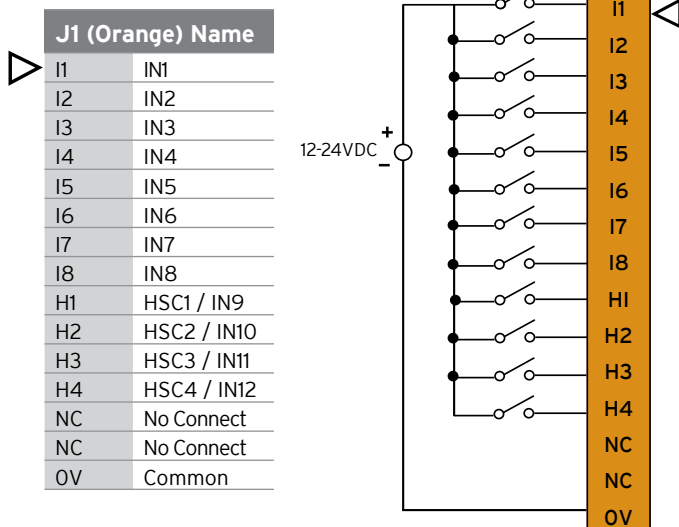 J1 (Orange) Name
I1 IN1
I2 IN2
I3 IN3
I4 IN4
I5 IN5
I6 IN6
I7 IN7
I8 IN8
H1 HSC1 / IN9
H2 HSC2 / IN10
H3 HSC3 / IN11
H4 HSC4 / IN12
NC No Connect
NC No Connect
0V Common
12-24VDC
+
−
I1
I2
I3
I4
I5
I6
I7
I8
HI
H2
H3
H4
NC
NC
0V